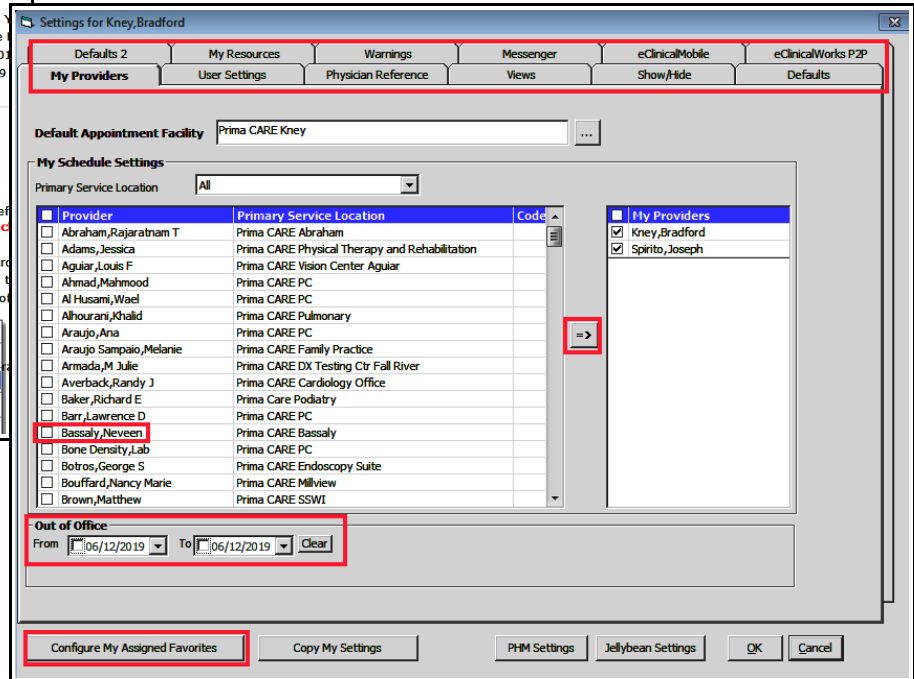 Settings for Kney,Bradford
Defaults 2 My Resources Warnings Messenger eClinicalMobile eClinicalWorks P2P
My Providers User Settings Physician Reference Views Show/Hide Defaults
Default Appointment Facility Prima CARE Kney ...
My Schedule Settings
Primary Service Location All
Provider Primary Service Location Code My Providers
Abraham,Rajaratnam T Prima CARE Abraham Kney,Bradford
Adams,Jessica Prima CARE Physical Therapy and Rehabilitation Spirito,Joseph
Aguiar,Louis F Prima CARE Vision Center Aguiar
Ahmad,Mahmood Prima CARE PC
Al Husami,Wael Prima CARE PC
Alhourani,Khalid Prima CARE Pulmonary
Araujo,Ana Prima CARE PC
=>
Araujo Sampaio,Melanie Prima CARE Family Practice
Armada,M Julie Prima CARE DX Testing Ctr Fall River
Averback,Randy J Prima CARE Cardiology Office
Baker,Richard E Prima Care Podiatry
Barr,Lawrence D Prima CARE PC
Bassaly,Neveen Prima CARE Bassaly
Bone Density,Lab Prima CARE PC
Botros,George S Prima CARE Endoscopy Suite
Bouffard,Nancy Marie Prima CARE Millview
Brown,Matthew Prima CARE SSWI
Out of Office
From 06/12/2019 To 06/12/2019 Clear
Configure My Assigned Favorites Copy My Settings PHM Settings Jellybean Settings OK Cancel